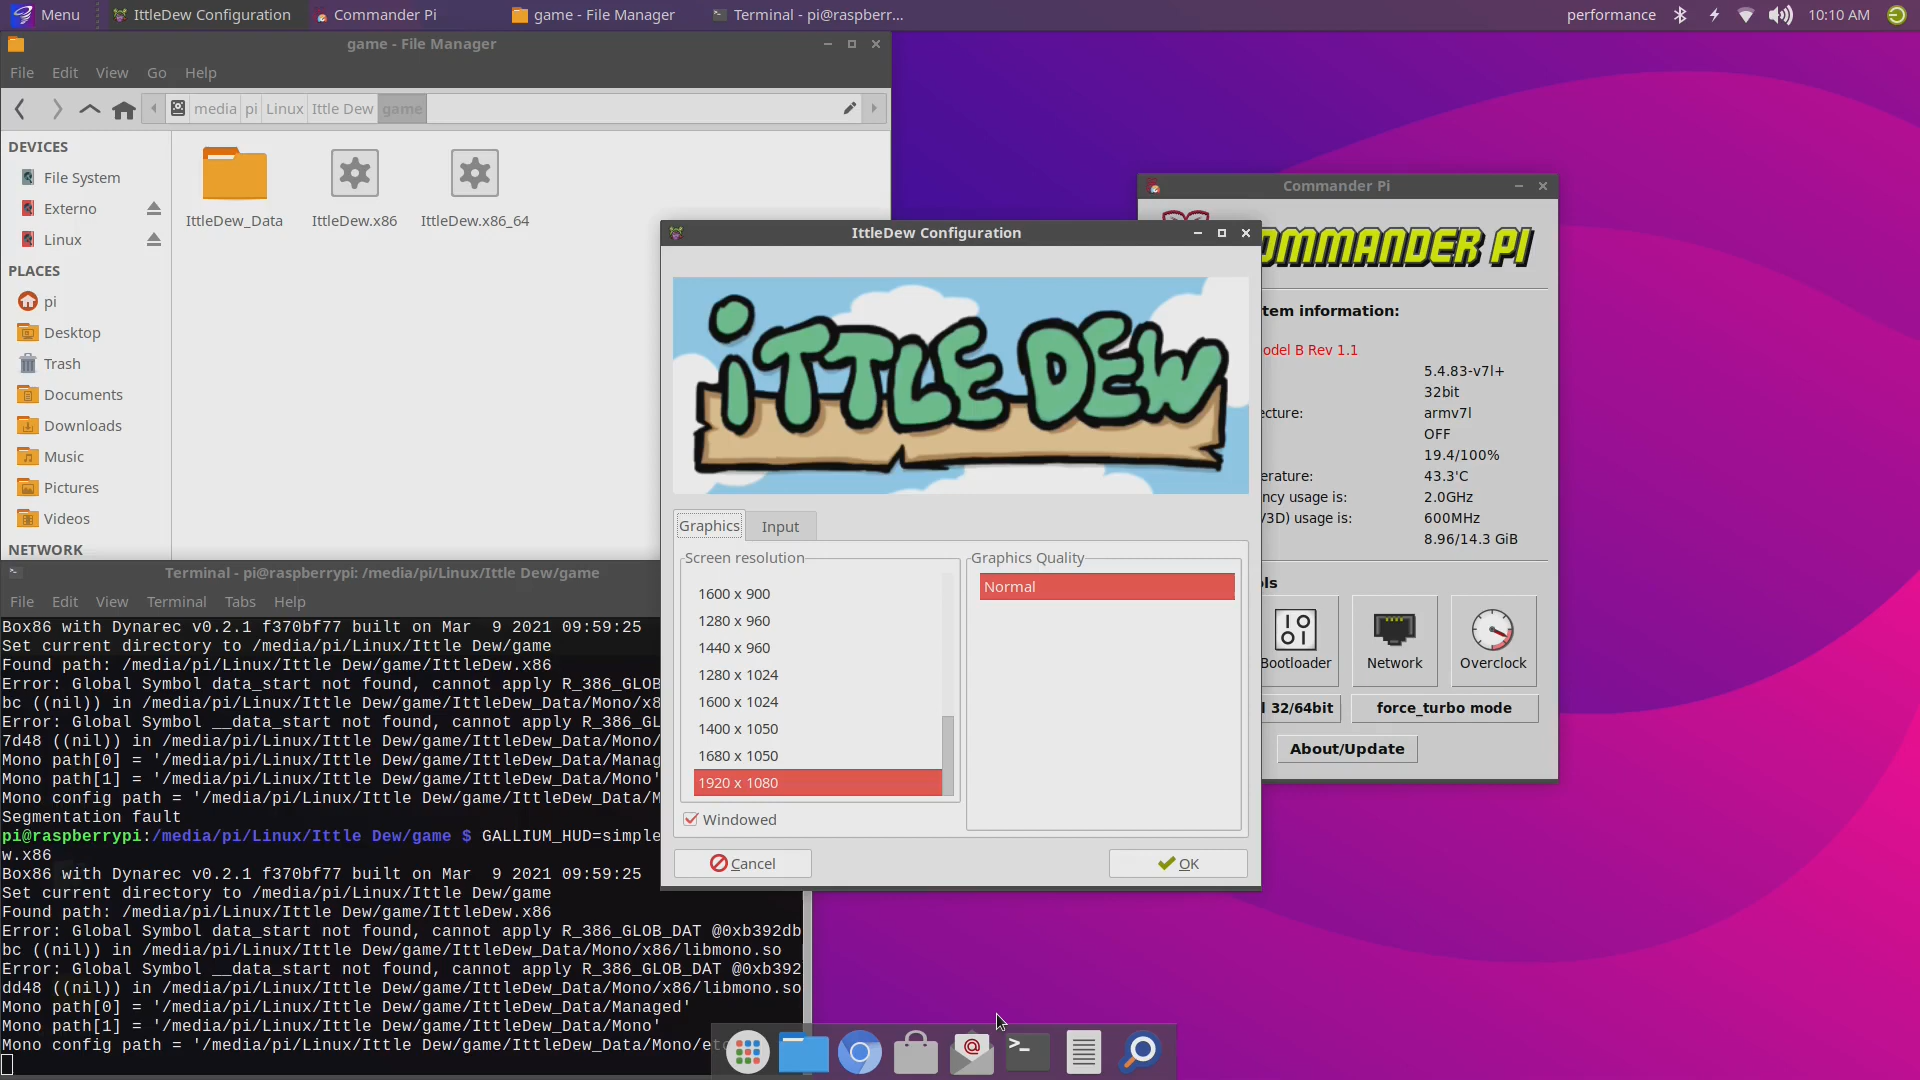 Menu
IttleDew Configuration
Commander Pi
game - File Manager
Terminal - pi@raspberr...
performance
10:10 AM
game - File Manager
File Edit View Go Help
media pi Linux Ittle Dew game
DEVICES
File System
Externo
Linux
PLACES
pi
Desktop
Trash
Documents
Downloads
Music
Pictures
Videos
NETWORK
IttleDew_Data
IttleDew.x86
IttleDew.x86_64
Terminal - pi@raspberrypi: /media/pi/Linux/Ittle Dew/game
File Edit View Terminal Tabs Help
Box86 with Dynarec v0.2.1 f370bf77 built on Mar  9 2021 09:59:25
Set current directory to /media/pi/Linux/Ittle Dew/game
Found path: /media/pi/Linux/Ittle Dew/game/IttleDew.x86
Error: Global Symbol data_start not found, cannot apply R_386_GLOB
bc ((nil)) in /media/pi/Linux/Ittle Dew/game/IttleDew_Data/Mono/x8
Error: Global Symbol __data_start not found, cannot apply R_386_GL
7d48 ((nil)) in /media/pi/Linux/Ittle Dew/game/IttleDew_Data/Mono/
Mono path[0] = '/media/pi/Linux/Ittle Dew/game/IttleDew_Data/Manag
Mono path[1] = '/media/pi/Linux/Ittle Dew/game/IttleDew_Data/Mono'
Mono config path = '/media/pi/Linux/Ittle Dew/game/IttleDew_Data/M
Segmentation fault
pi@raspberrypi:/media/pi/Linux/Ittle Dew/game $ GALLIUM_HUD=simple
w.x86
Box86 with Dynarec v0.2.1 f370bf77 built on Mar  9 2021 09:59:25
Set current directory to /media/pi/Linux/Ittle Dew/game
Found path: /media/pi/Linux/Ittle Dew/game/IttleDew.x86
Error: Global Symbol data_start not found, cannot apply R_386_GLOB_DAT @0xb392db
bc ((nil)) in /media/pi/Linux/Ittle Dew/game/IttleDew_Data/Mono/x86/libmono.so
Error: Global Symbol __data_start not found, cannot apply R_386_GLOB_DAT @0xb392
dd48 ((nil)) in /media/pi/Linux/Ittle Dew/game/IttleDew_Data/Mono/x86/libmono.so
Mono path[0] = '/media/pi/Linux/Ittle Dew/game/IttleDew_Data/Managed'
Mono path[1] = '/media/pi/Linux/Ittle Dew/game/IttleDew_Data/Mono'
Mono config path = '/media/pi/Linux/Ittle Dew/game/IttleDew_Data/Mono/etc
IttleDew Configuration
iTTLE DEW
Graphics Input
Screen resolution
1600 x 900
1280 x 960
1440 x 960
1280 x 1024
1600 x 1024
1400 x 1050
1680 x 1050
1920 x 1080
Windowed
Graphics Quality
Normal
Cancel
OK
Commander Pi
OMMANDER PI
tem information:
odel B Rev 1.1
5.4.83-v7l+
32bit
ecture: armv7l
OFF
19.4/100%
erature: 43.3'C
ncy usage is: 2.0GHz
V3D) usage is: 600MHz
8.96/14.3 GiB
ols
Bootloader
Network
Overclock
l 32/64bit
force_turbo mode
About/Update